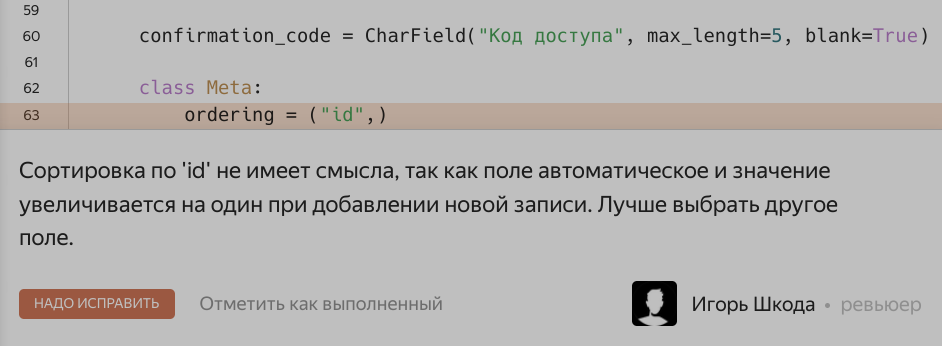 59
60 confirmation_code = CharField("Код доступа", max_length=5, blank=True)
61
62 class Meta:
63 ordering = ("id",)
Сортировка по 'id' не имеет смысла, так как поле автоматическое и значение
увеличивается на один при добавлении новой записи. Лучше выбрать другое
поле.
НАДО ИСПРАВИТЬ Отметить как выполненный Игорь Шкода • ревьюер